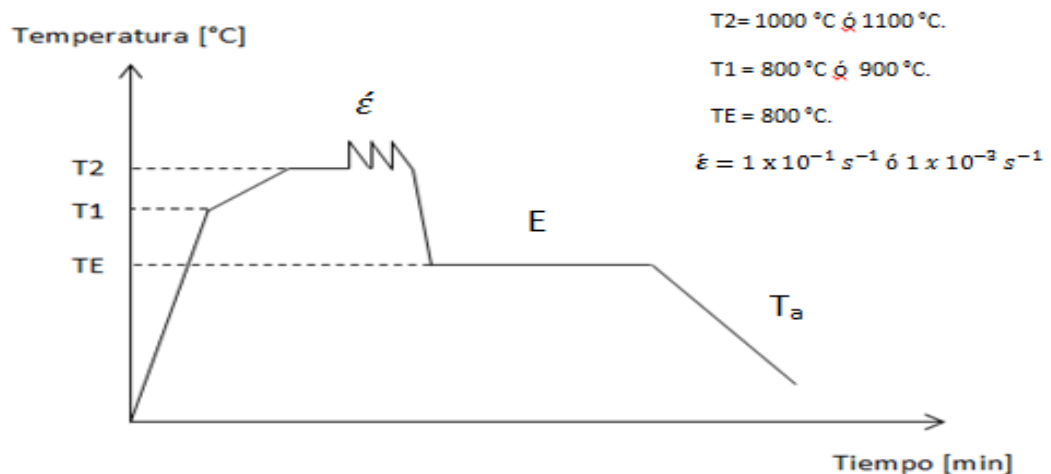 T2= 1000 °C ó 1100 °C.
Temperatura [°C]
T1 = 800 °C ó 900 °C.
έ
TE = 800 °C.
έ = 1 x 10⁻¹ s⁻¹ ó 1 x 10⁻³ s⁻¹
T2
T1
E
TE
Tₐ
Tiempo [min]